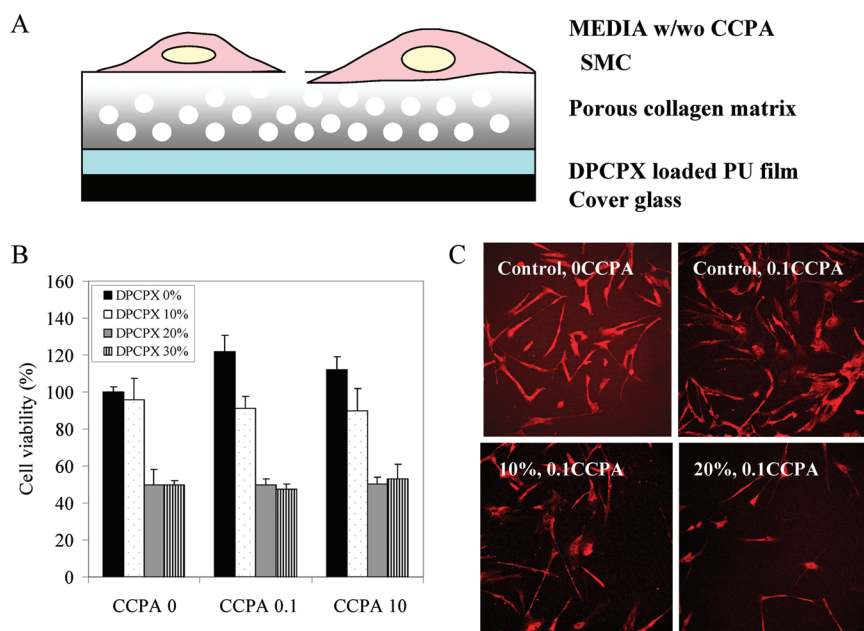 A
MEDIA w/wo CCPA
SMC
Porous collagen matrix
DPCPX loaded PU film
Cover glass
B
Cell viability (%)
160
140
120
100
80
60
40
20
0
DPCPX 0%
DPCPX 10%
DPCPX 20%
DPCPX 30%
CCPA 0
CCPA 0.1
CCPA 10
C
Control, 0CCPA
Control, 0.1CCPA
10%, 0.1CCPA
20%, 0.1CCPA